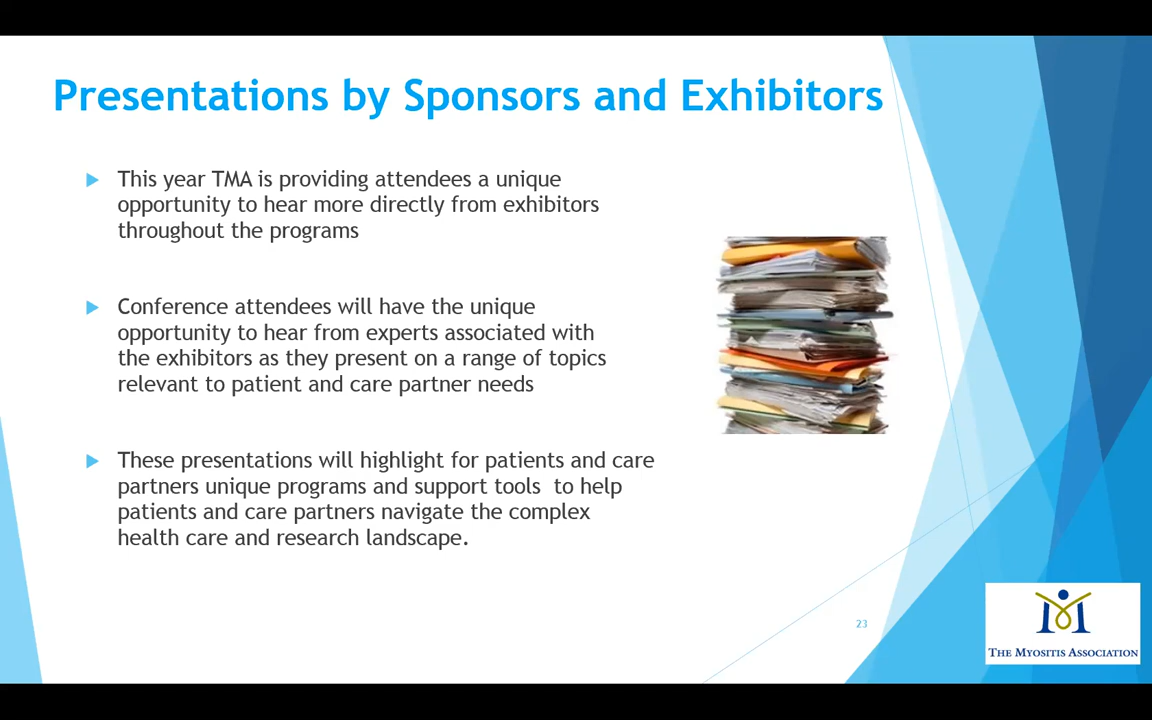 Presentations by Sponsors and Exhibitors
This year TMA is providing attendees a unique
opportunity to hear more directly from exhibitors
throughout the programs
Conference attendees will have the unique
opportunity to hear from experts associated with
the exhibitors as they present on a range of topics
relevant to patient and care partner needs
These presentations will highlight for patients and care
partners unique programs and support tools  to help
patients and care partners navigate the complex
health care and research landscape.
23
THE MYOSITIS ASSOCIATION